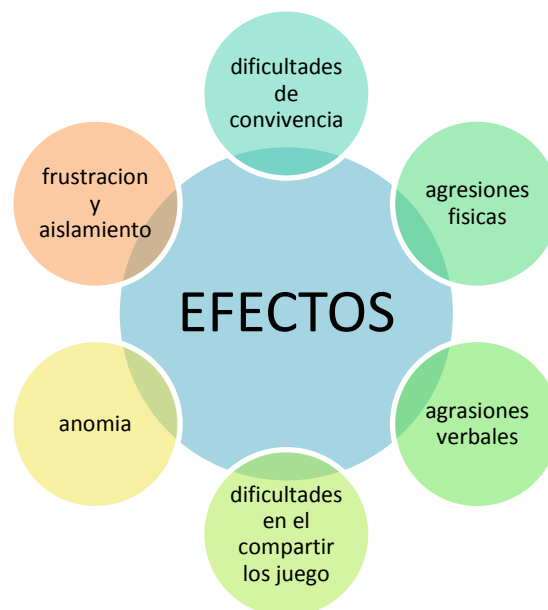 dificultades
de
convivencia
agresiones
fisicas
agrasiones
verbales
dificultades
en el
compartir
los juego
anomia
frustracion
y
aislamiento
EFECTOS